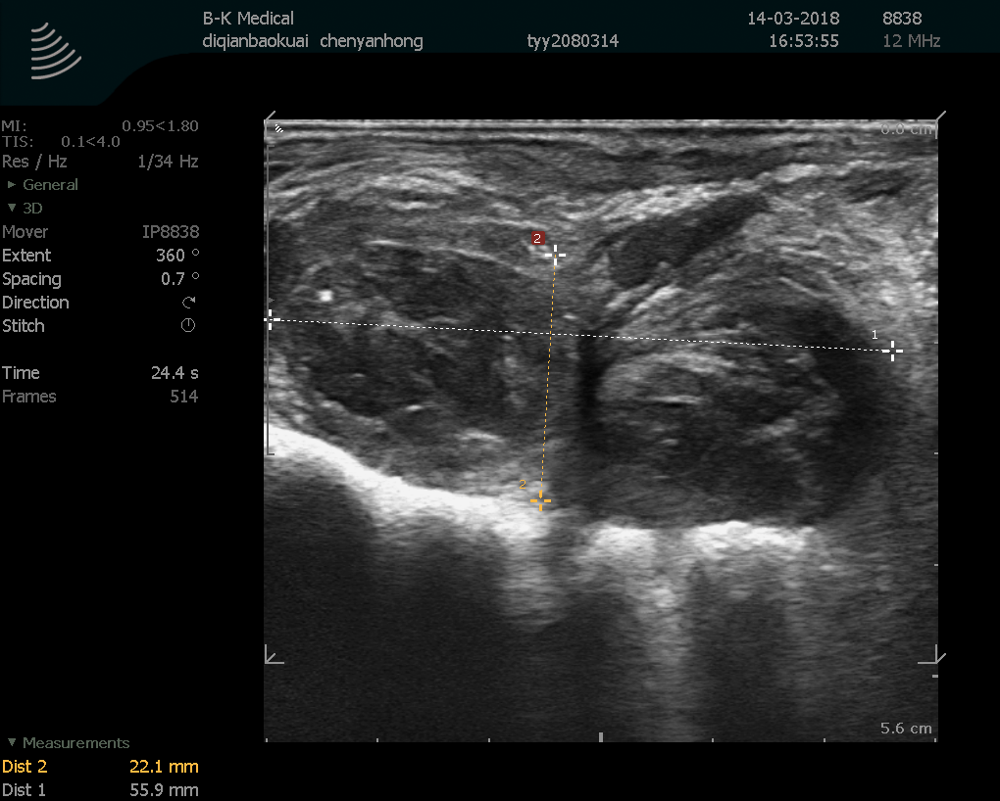 B-K Medical 14-03-2018 8838
diqianbaokuai chenyanhong tyy2080314 16:53:55 12 MHz
MI: 0.95<1.80
TIS: 0.1<4.0
Res / Hz 1/34 Hz
General
3D
Mover IP8838
Extent 360 °
Spacing 0.7 °
Direction
Stitch
Time 24.4 s
Frames 514
0.0 cm
2
1
2
5.6 cm
Measurements
Dist 2 22.1 mm
Dist 1 55.9 mm